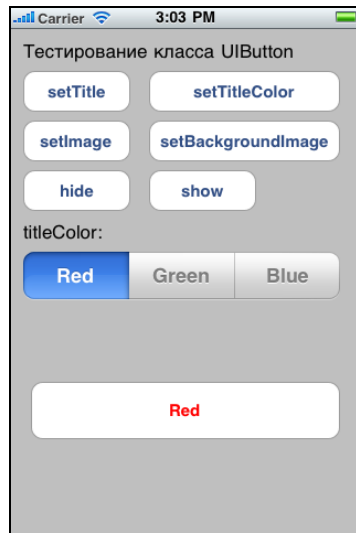 Carrier 3:03 PM
Тестирование класса UIButton
setTitle setTitleColor
setImage setBackgroundImage
hide show
titleColor:
Red Green Blue
Red